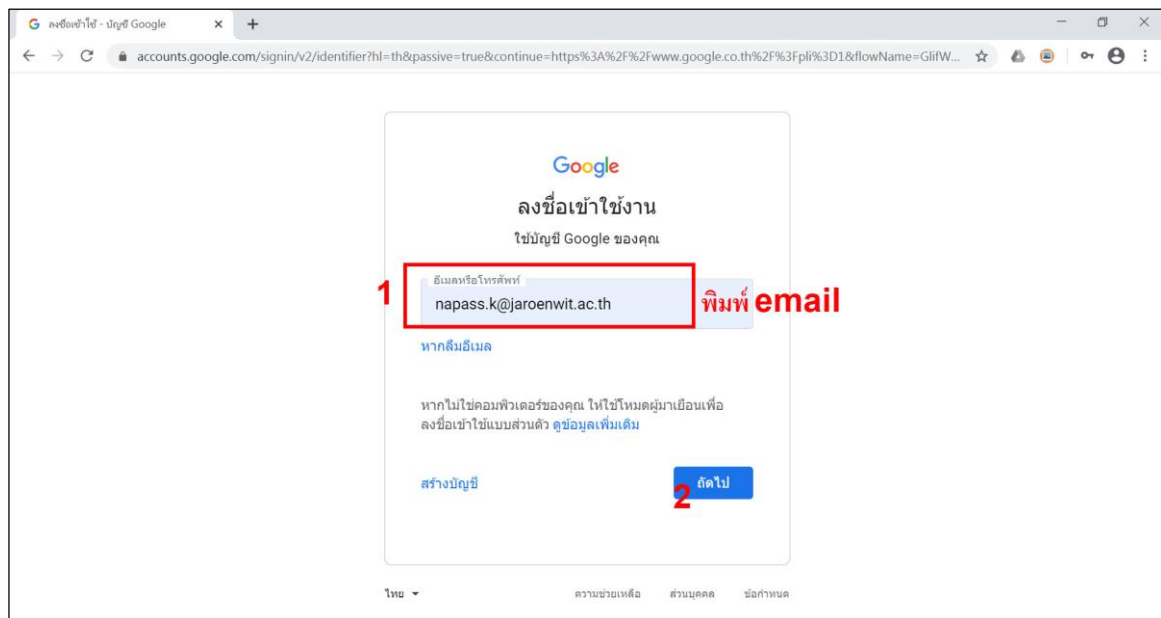 ลงชื่อเข้าใช้ - บัญชี Google
accounts.google.com/signin/v2/identifier?hl=th&passive=true&continue=https%3A%2F%2Fwww.google.co.th%2F%3Fpli%3D1&flowName=GlifW...
Google
ลงชื่อเข้าใช้งาน
ใช้บัญชี Google ของคุณ
อีเมลหรือโทรศัพท์
1 napass.k@jaroenwit.ac.th พิมพ์ email
หากลืมอีเมล
หากไม่ใช่คอมพิวเตอร์ของคุณ ให้ใช้โหมดผู้มาเยือนเพื่อ
ลงชื่อเข้าใช้แบบส่วนตัว ดูข้อมูลเพิ่มเติม
สร้างบัญชี 2 ถัดไป
ไทย ความช่วยเหลือ ส่วนบุคคล ข้อกำหนด